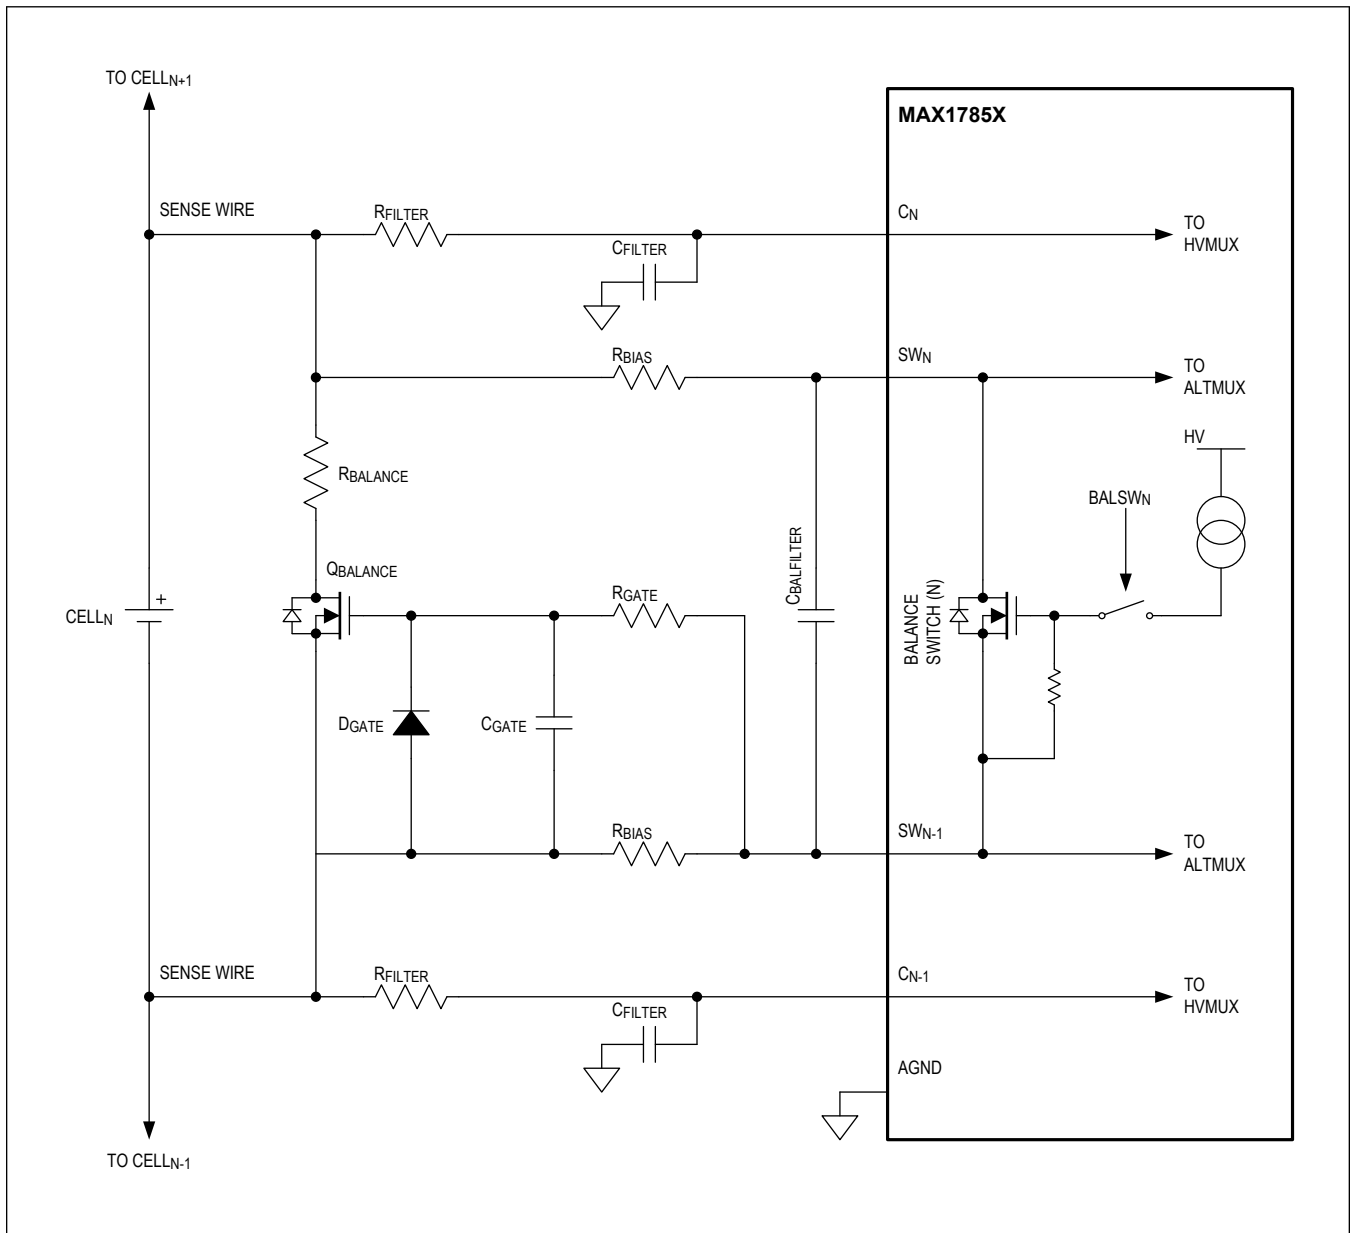 TO CELLN+1
MAX1785X
SENSE WIRE
RFILTER
CN
TO
HVMUX
CFILTER
RBIAS
SWN
TO
ALTMUX
HV
RBALANCE
BALSWN
QBALANCE
RGATE
CBALFILTER
CELLN
+
BALANCE
SWITCH (N)
DGATE
CGATE
RBIAS
SWN-1
TO
ALTMUX
SENSE WIRE
RFILTER
CN-1
TO
HVMUX
CFILTER
AGND
TO CELLN-1